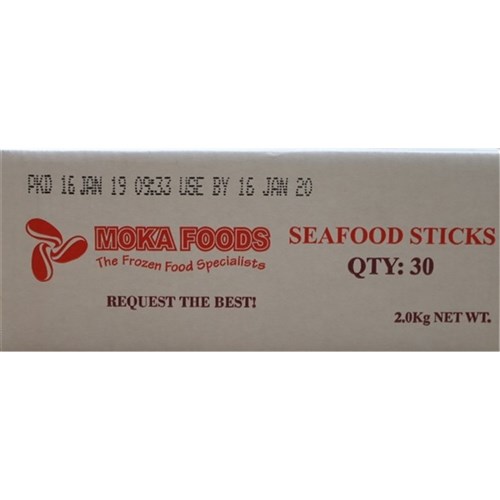 PKD 16 JAN 19 09:33 USE BY 16 JAN 20
MOKA FOODS
The Frozen Food Specialists
REQUEST THE BEST!
SEAFOOD STICKS
QTY: 30
2.0Kg NET WT.